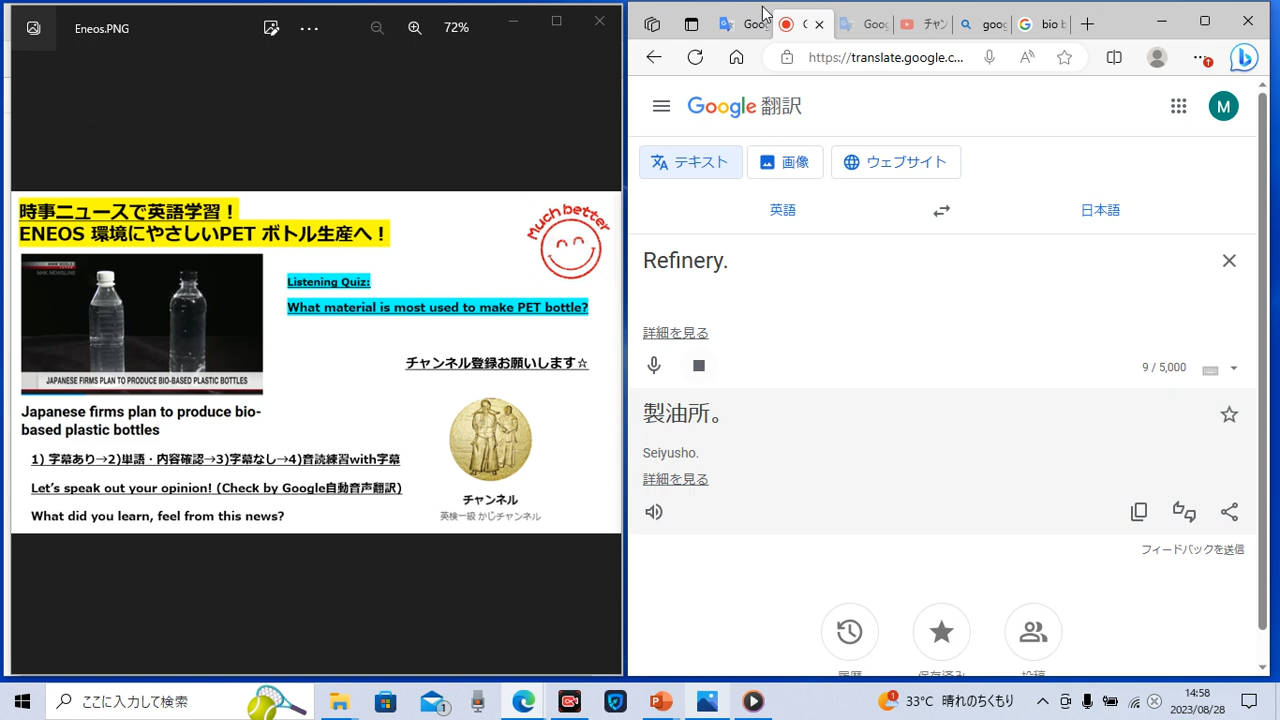 Eneos.PNG
72%
時事ニュースで英語学習！
ENEOS 環境にやさしいPET ボトル生産へ！
Much better
NHK WORLD
NHK NEWSLINE
JAPANESE FIRMS PLAN TO PRODUCE BIO-BASED PLASTIC BOTTLES
Listening Quiz:
What material is most used to make PET bottle?
チャンネル登録お願いします☆
Japanese firms plan to produce bio-
based plastic bottles
1) 字幕あり→2)単語・内容確認→3)字幕なし→4)音読練習with字幕
Let's speak out your opinion! (Check by Google自動音声翻訳)
What did you learn, feel from this news?
チャンネル
英検一級 かじチャンネル
Goo
チャン
goog
bio b
https://translate.google.c...
Google 翻訳
M
テキスト
画像
ウェブサイト
英語
日本語
Refinery.
詳細を見る
9 / 5,000
製油所。
Seiyusho.
詳細を見る
フィードバックを送信
ここに入力して検索
1
33°C 晴れのちくもり
14:58
2023/08/28